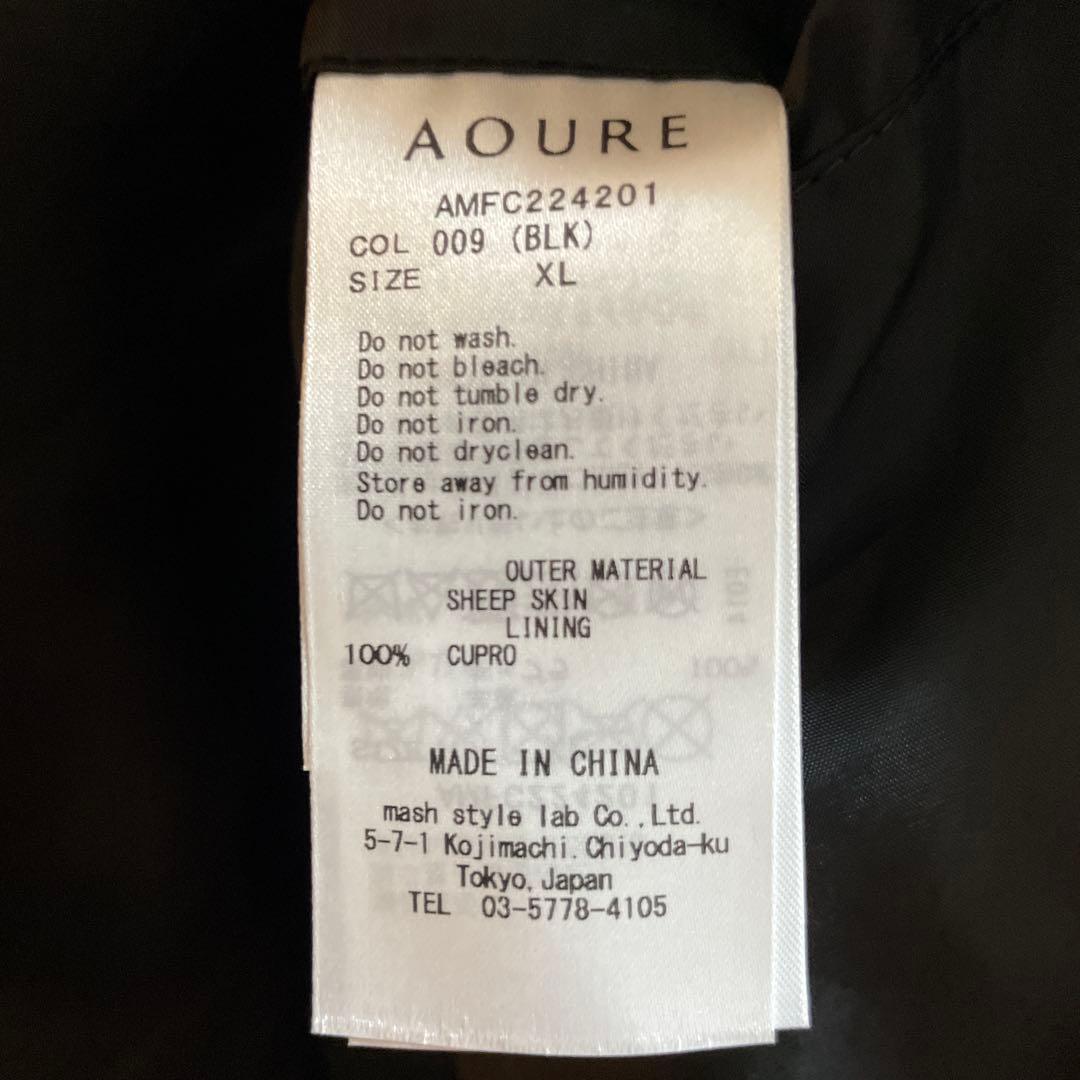 AOURE
AMFC224201
COL 009 (BLK)
SIZE XL
Do not wash.
Do not bleach.
Do not tumble dry.
Do not iron.
Do not dryclean.
Store away from humidity.
Do not iron.
OUTER MATERIAL
SHEEP SKIN
LINING
100% CUPRO
MADE IN CHINA
mash style lab Co.,Ltd.
5-7-1 Kojimachi. Chiyoda-ku
Tokyo, Japan
TEL 03-5778-4105